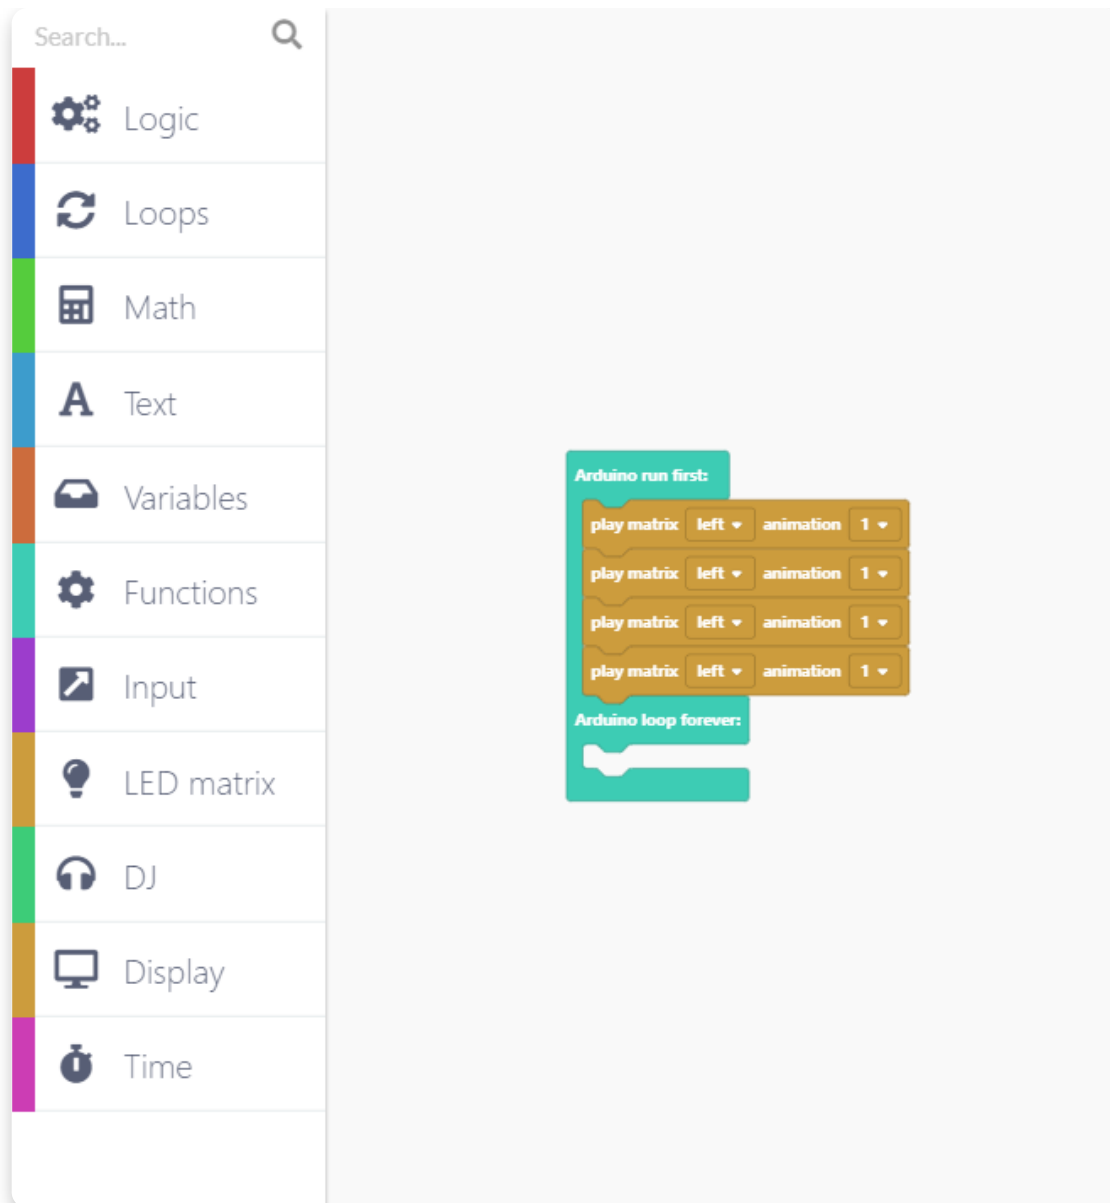 Search...
Logic
Loops
Math
Text
Variables
Functions
Input
LED matrix
DJ
Display
Time
Arduino run first:
play matrix left animation 1
play matrix left animation 1
play matrix left animation 1
play matrix left animation 1
Arduino loop forever: